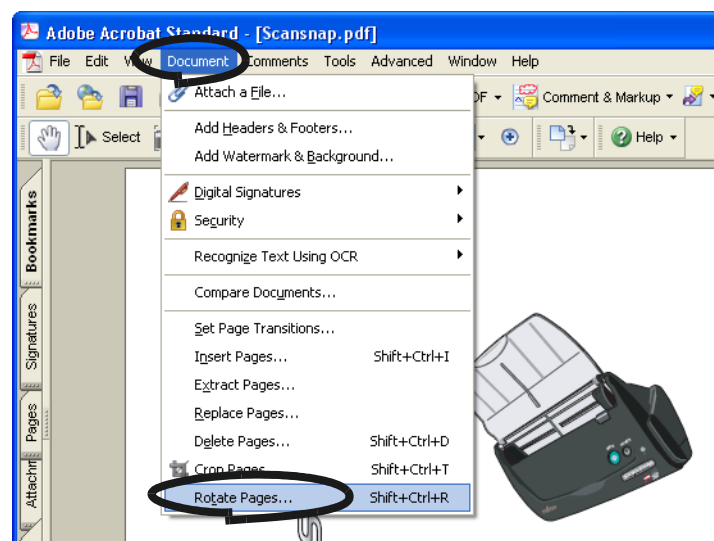 Adobe Acrobat Standard - [Scansnap.pdf]
File Edit View Document Comments Tools Advanced Window Help
Attach a File...
DF
Comment & Markup
Select
Add Headers & Footers...
Help
Add Watermark & Background...
Digital Signatures
Security
Recognize Text Using OCR
Compare Documents...
Set Page Transitions...
Insert Pages... Shift+Ctrl+I
Extract Pages...
Replace Pages...
Delete Pages... Shift+Ctrl+D
Crop Pages... Shift+Ctrl+T
Rotate Pages... Shift+Ctrl+R
Bookmarks
Signatures
Pages
Attachm
S